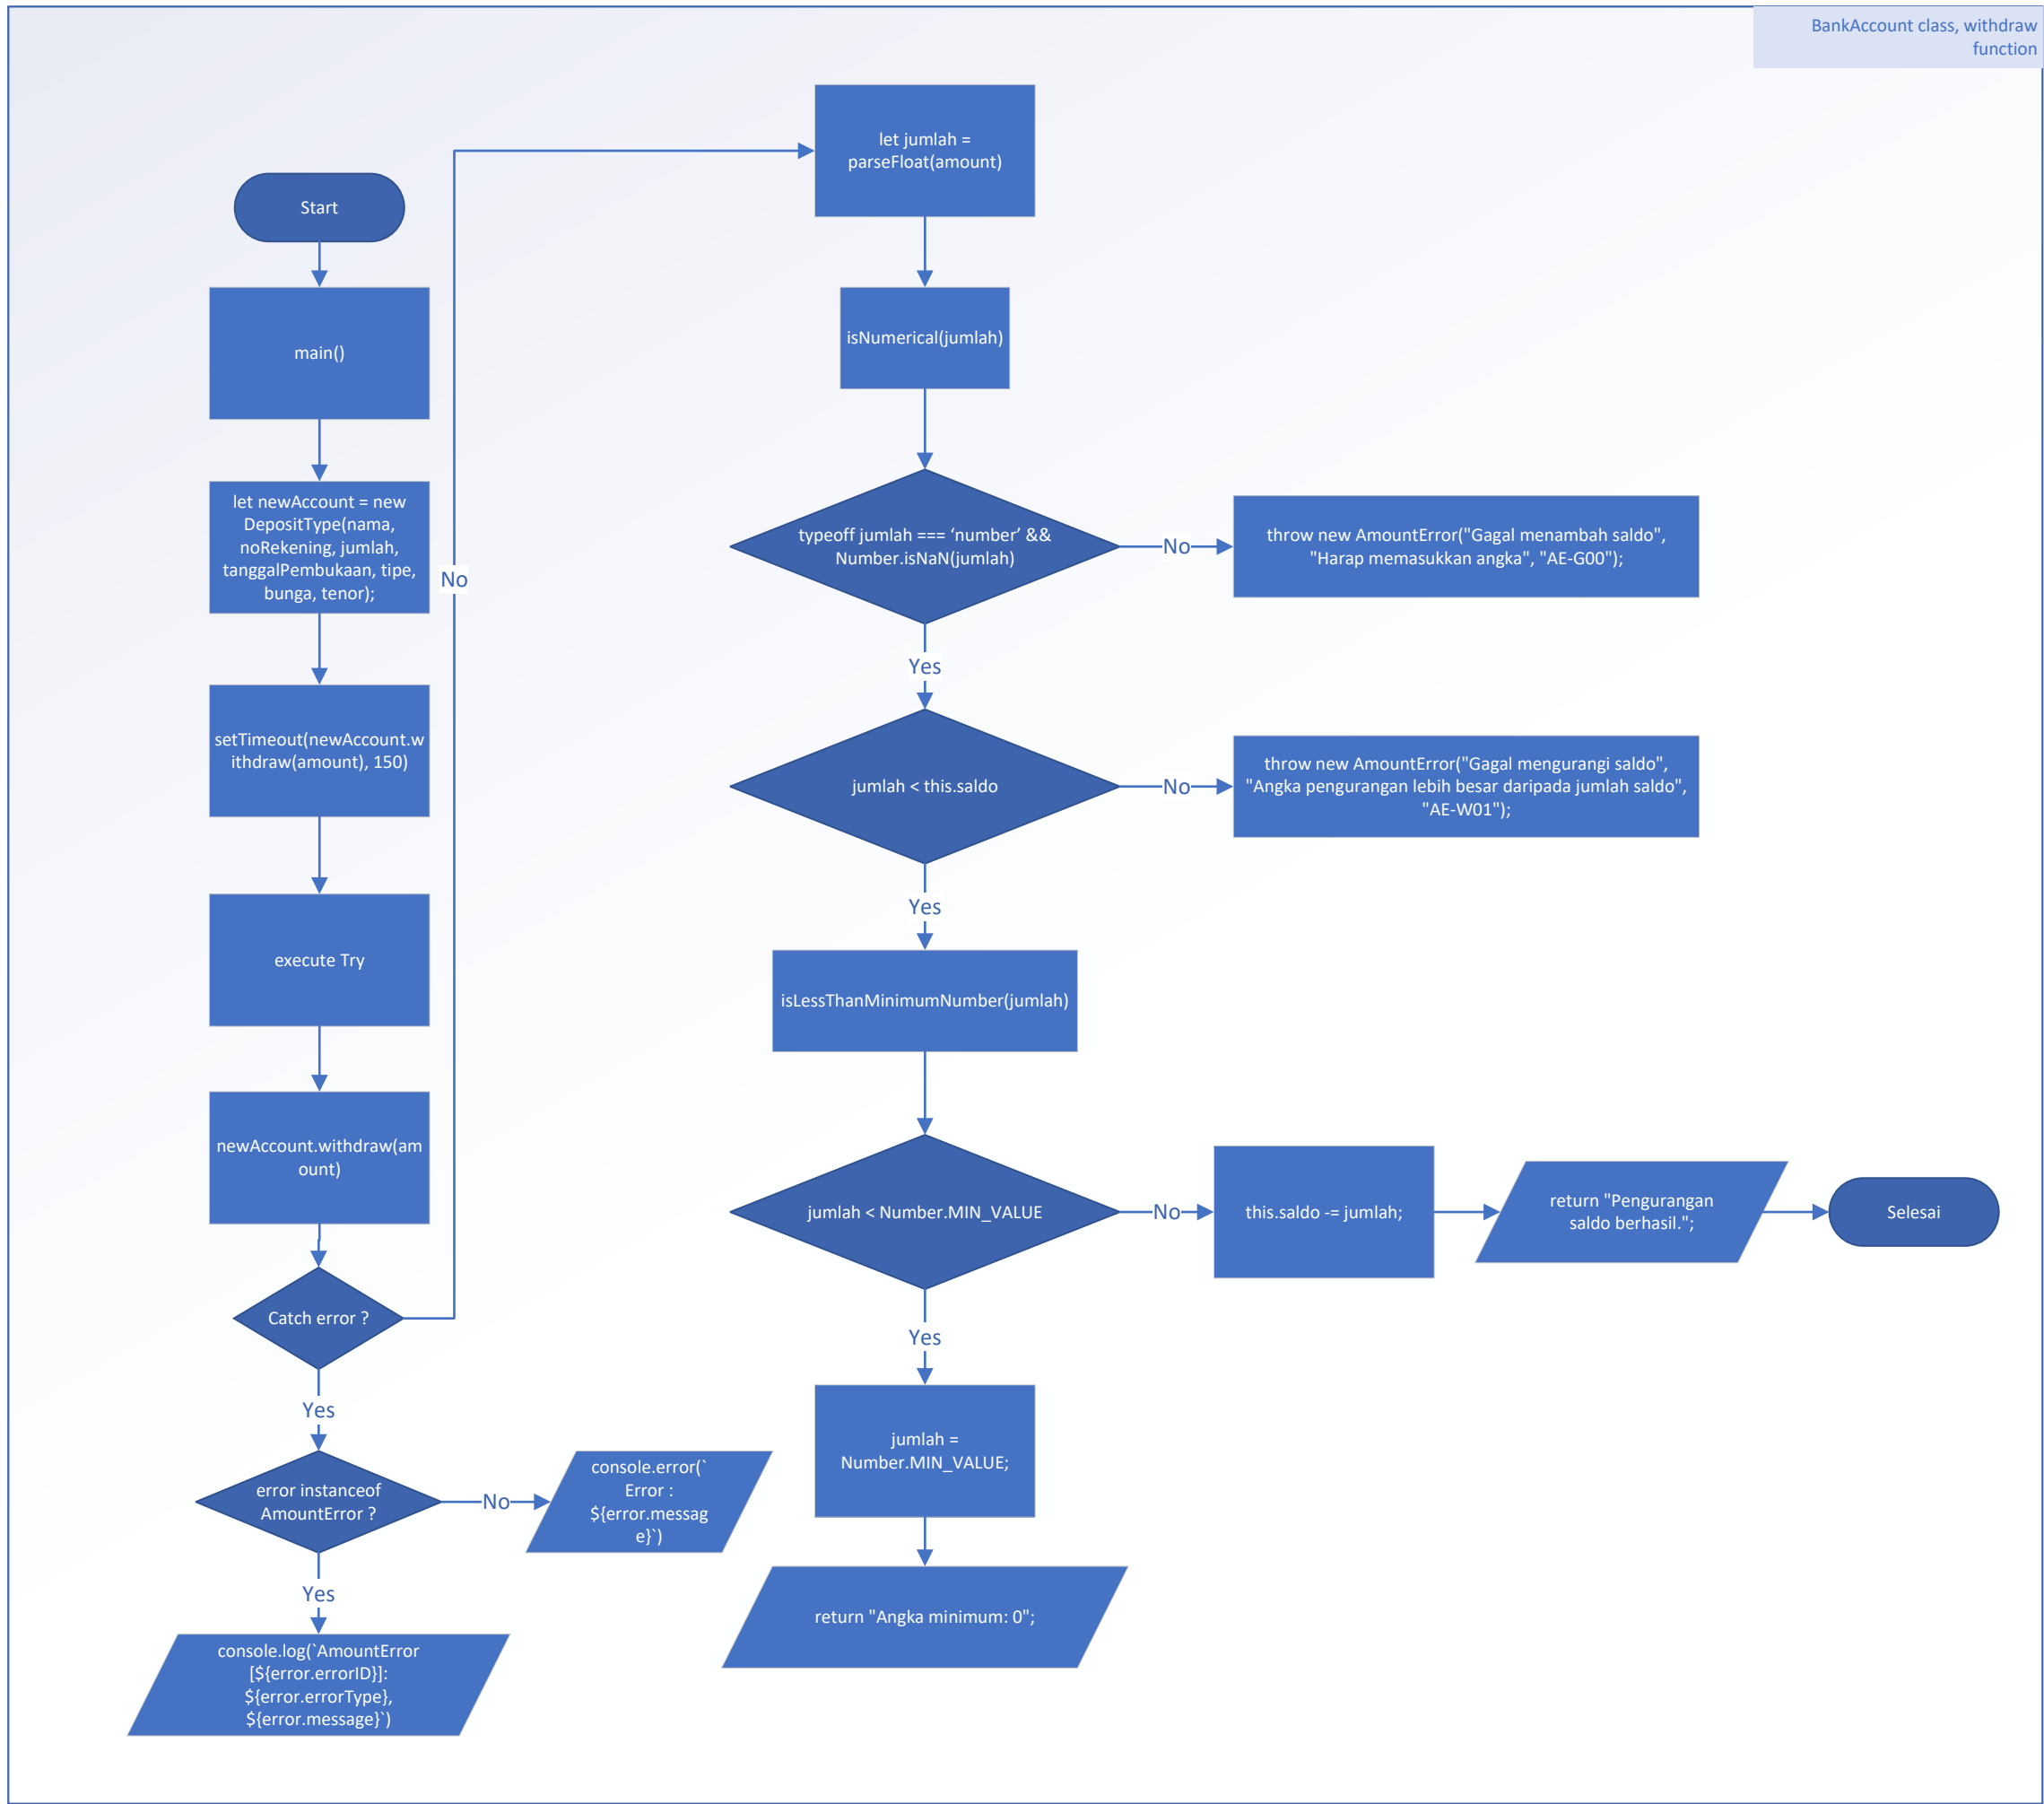 BankAccount class, withdraw
function
Start
main()
let newAccount = new
DepositType(nama,
noRekening, jumlah,
tanggalPembukaan, tipe,
bunga, tenor);
setTimeout(newAccount.w
ithdraw(amount), 150)
execute Try
newAccount.withdraw(am
ount)
Catch error ?
No
Yes
error instanceof
AmountError ?
No
console.error(`
Error :
${error.messag
e}`)
Yes
console.log(`AmountError
[${error.errorID}]:
${error.errorType},
${error.message}`)
let jumlah =
parseFloat(amount)
isNumerical(jumlah)
typeoff jumlah === ‘number’ &&
Number.isNaN(jumlah)
No
throw new AmountError("Gagal menambah saldo",
"Harap memasukkan angka", "AE-G00");
Yes
jumlah < this.saldo
No
throw new AmountError("Gagal mengurangi saldo",
"Angka pengurangan lebih besar daripada jumlah saldo",
"AE-W01");
Yes
isLessThanMinimumNumber(jumlah)
jumlah < Number.MIN_VALUE
No
this.saldo -= jumlah;
return "Pengurangan
saldo berhasil.";
Selesai
Yes
jumlah =
Number.MIN_VALUE;
return "Angka minimum: 0";